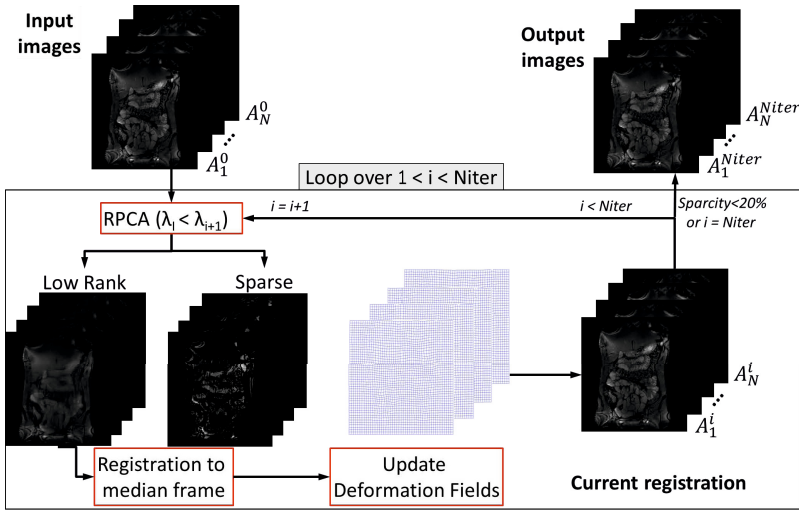 Input
images
A_N^0
A_1^0
Output
images
A_N^{Niter}
A_1^{Niter}
Loop over 1 < i < Niter
RPCA (λ_I < λ_{i+1})
i = i+1
i < Niter
Sparcity<20%
or i = Niter
Low Rank
Sparse
A_N^i
A_1^i
Registration to
median frame
Update
Deformation Fields
Current registration